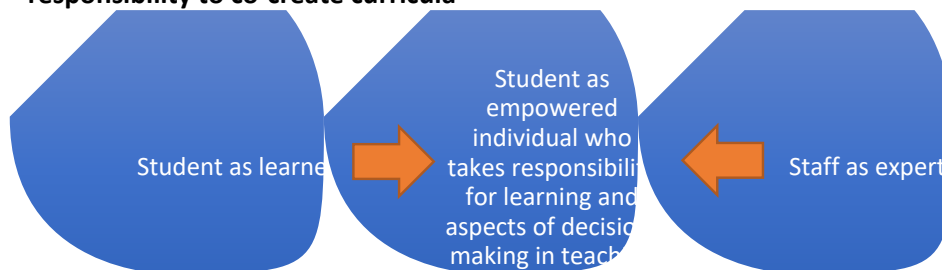 responsibility to co-create curricula
Student as learne
Student as
empowered
individual who
takes responsibili
for learning and
aspects of decisio
making in teach
Staff as expert